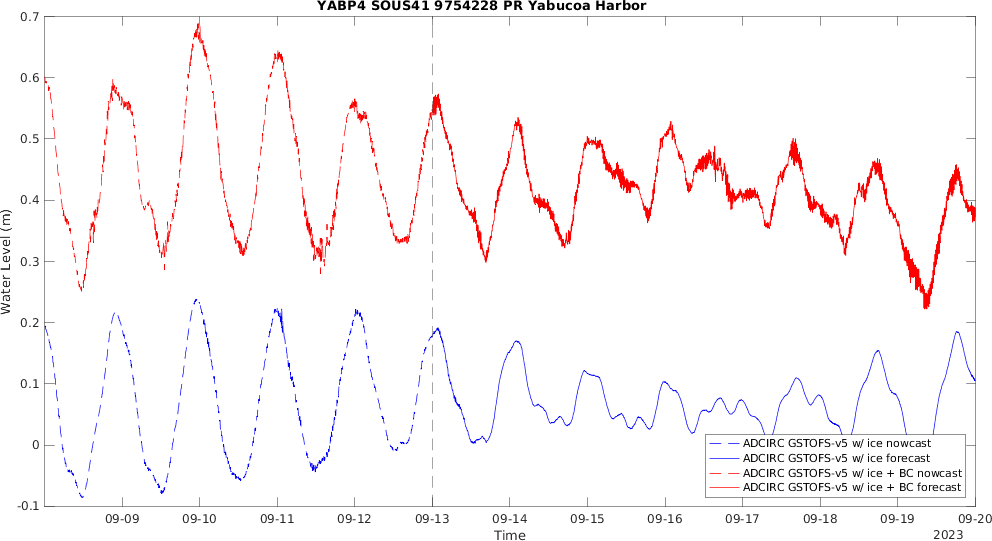 YABP4 SOUS41 9754228 PR Yabucoa Harbor
0.7
0.6
0.5
0.4
0.3
0.2
0.1
0
-0.1
Water Level (m)
ADCIRC GSTOFS-v5 w/ ice nowcast
ADCIRC GSTOFS-v5 w/ ice forecast
ADCIRC GSTOFS-v5 w/ ice + BC nowcast
ADCIRC GSTOFS-v5 w/ ice + BC forecast
09-09 09-10 09-11 09-12 09-13 09-14 09-15 09-16 09-17 09-18 09-19 09-20
Time
2023